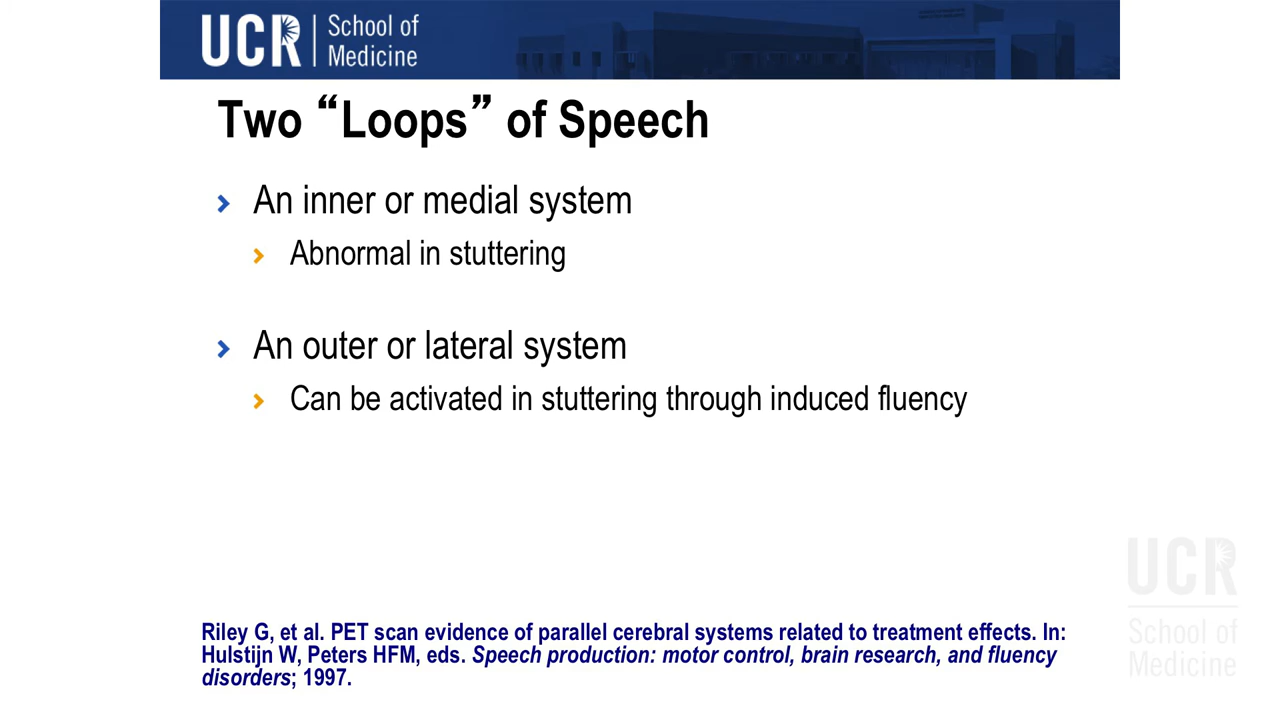 UCR School of Medicine
Two “Loops” of Speech
An inner or medial system
Abnormal in stuttering
An outer or lateral system
Can be activated in stuttering through induced fluency
Riley G, et al. PET scan evidence of parallel cerebral systems related to treatment effects. In:
Hulstijn W, Peters HFM, eds. Speech production: motor control, brain research, and fluency
disorders; 1997.
UCR
School of
Medicine